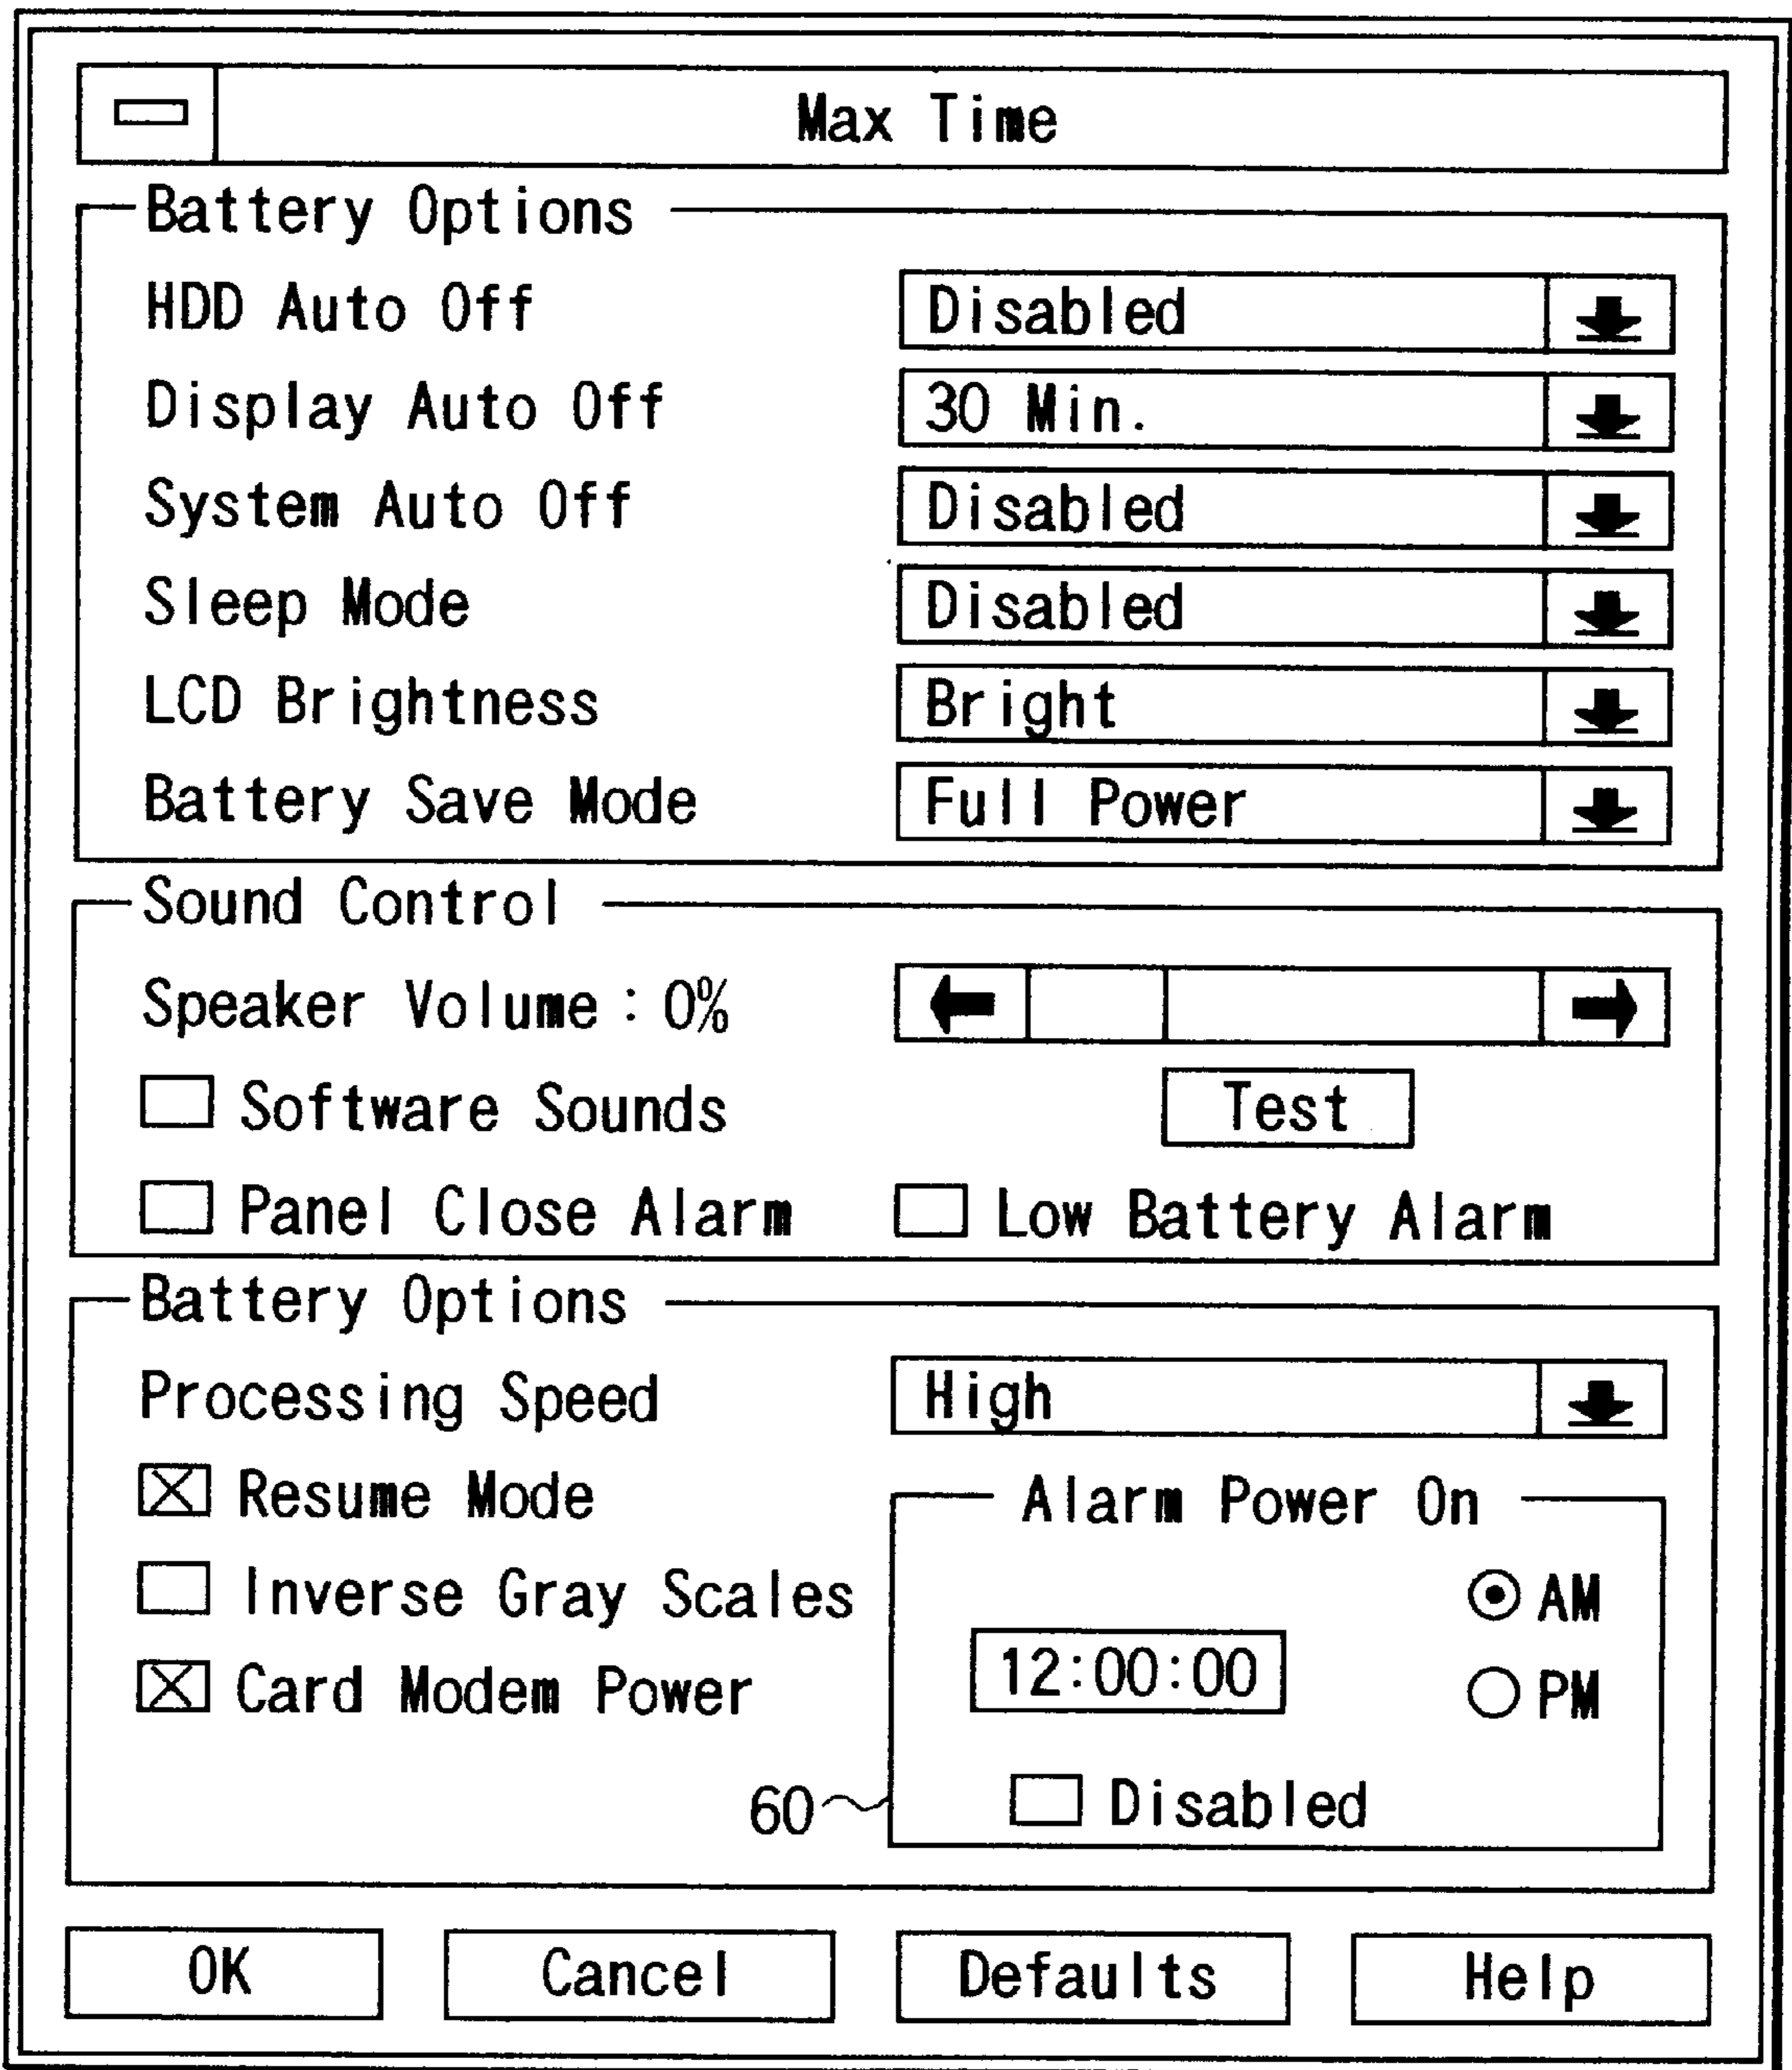 Max Time
Battery Options
HDD Auto Off Disabled
Display Auto Off 30 Min.
System Auto Off Disabled
Sleep Mode Disabled
LCD Brightness Bright
Battery Save Mode Full Power
Sound Control
Speaker Volume : 0%
Software Sounds Test
Panel Close Alarm Low Battery Alarm
Battery Options
Processing Speed High
Resume Mode
Inverse Gray Scales
Card Modem Power
Alarm Power On
AM
12:00:00
PM
60
Disabled
OK Cancel Defaults Help